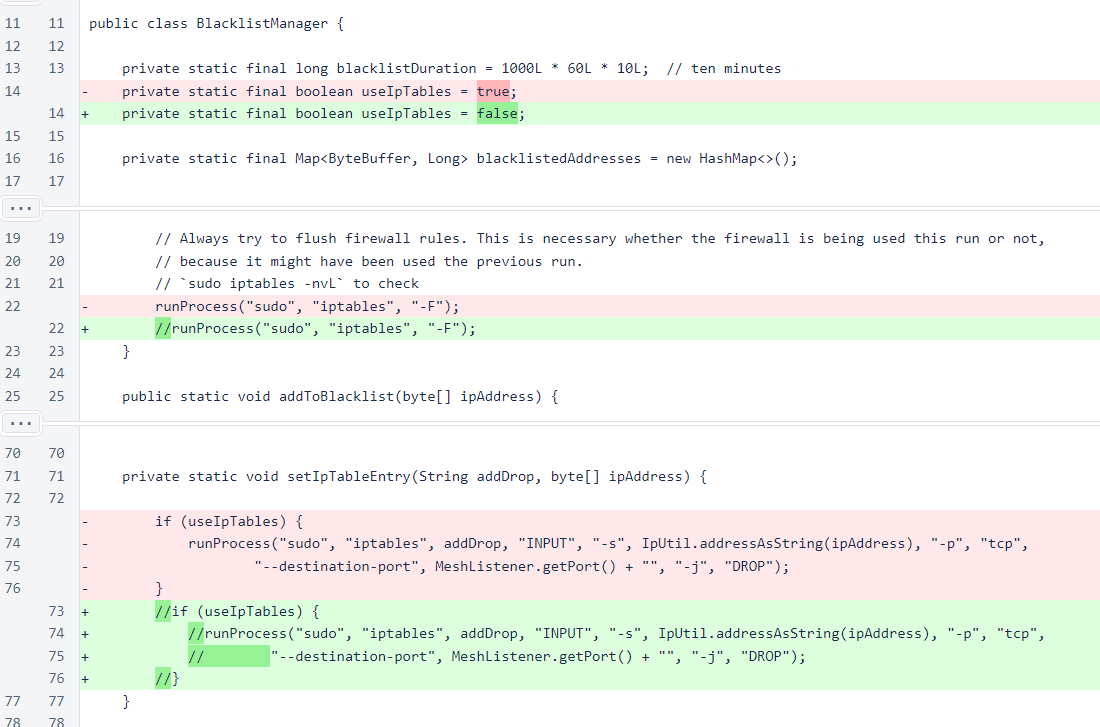 11 11 public class BlacklistManager {
12 12
13 13 private static final long blacklistDuration = 1000L * 60L * 10L;  // ten minutes
14 - private static final boolean useIpTables = true;
14 + private static final boolean useIpTables = false;
15 15
16 16 private static final Map<ByteBuffer, Long> blacklistedAddresses = new HashMap<>();
17 17
...
19 19 // Always try to flush firewall rules. This is necessary whether the firewall is being used this run or not,
20 20 // because it might have been used the previous run.
21 21 // `sudo iptables -nvL` to check
22 - runProcess("sudo", "iptables", "-F");
22 + //runProcess("sudo", "iptables", "-F");
23 23 }
24 24
25 25 public static void addToBlacklist(byte[] ipAddress) {
...
70 70
71 71 private static void setIpTableEntry(String addDrop, byte[] ipAddress) {
72 72
73 - if (useIpTables) {
74 - runProcess("sudo", "iptables", addDrop, "INPUT", "-s", IpUtil.addressAsString(ipAddress), "-p", "tcp",
75 - "--destination-port", MeshListener.getPort() + "", "-j", "DROP");
76 - }
73 + //if (useIpTables) {
74 + //runProcess("sudo", "iptables", addDrop, "INPUT", "-s", IpUtil.addressAsString(ipAddress), "-p", "tcp",
75 + //        "--destination-port", MeshListener.getPort() + "", "-j", "DROP");
76 + //}
77 77 }
78 78